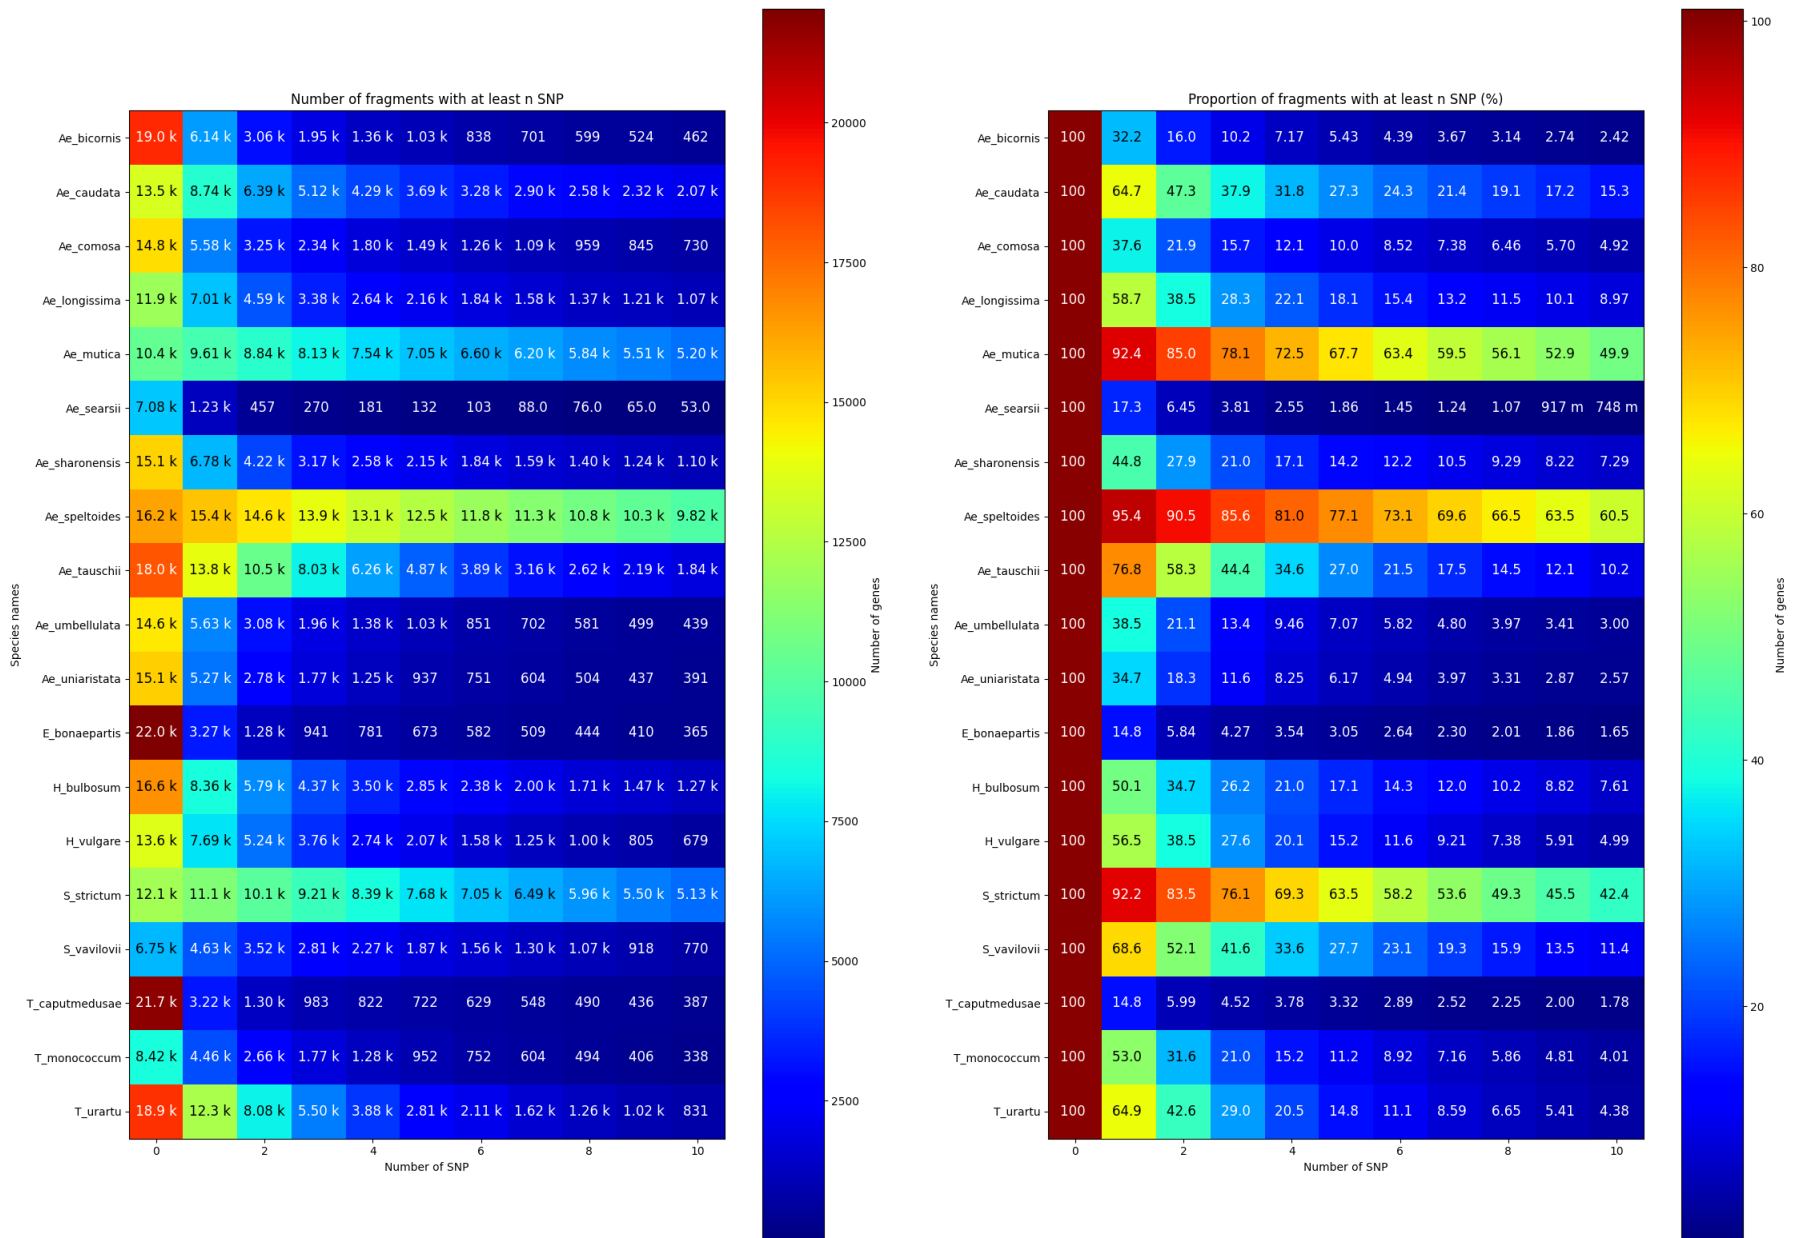 Number of fragments with at least n SNP
Species names
Ae_bicornis 19.0 k 6.14 k 3.06 k 1.95 k 1.36 k 1.03 k 838 701 599 524 462
Ae_caudata 13.5 k 8.74 k 6.39 k 5.12 k 4.29 k 3.69 k 3.28 k 2.90 k 2.58 k 2.32 k 2.07 k
Ae_comosa 14.8 k 5.58 k 3.25 k 2.34 k 1.80 k 1.49 k 1.26 k 1.09 k 959 845 730
Ae_longissima 11.9 k 7.01 k 4.59 k 3.38 k 2.64 k 2.16 k 1.84 k 1.58 k 1.37 k 1.21 k 1.07 k
Ae_mutica 10.4 k 9.61 k 8.84 k 8.13 k 7.54 k 7.05 k 6.60 k 6.20 k 5.84 k 5.51 k 5.20 k
Ae_searsii 7.08 k 1.23 k 457 270 181 132 103 88.0 76.0 65.0 53.0
Ae_sharonensis 15.1 k 6.78 k 4.22 k 3.17 k 2.58 k 2.15 k 1.84 k 1.59 k 1.40 k 1.24 k 1.10 k
Ae_speltoides 16.2 k 15.4 k 14.6 k 13.9 k 13.1 k 12.5 k 11.8 k 11.3 k 10.8 k 10.3 k 9.82 k
Ae_tauschii 18.0 k 13.8 k 10.5 k 8.03 k 6.26 k 4.87 k 3.89 k 3.16 k 2.62 k 2.19 k 1.84 k
Ae_umbellulata 14.6 k 5.63 k 3.08 k 1.96 k 1.38 k 1.03 k 851 702 581 499 439
Ae_uniaristata 15.1 k 5.27 k 2.78 k 1.77 k 1.25 k 937 751 604 504 437 391
E_bonaepartis 22.0 k 3.27 k 1.28 k 941 781 673 582 509 444 410 365
H_bulbosum 16.6 k 8.36 k 5.79 k 4.37 k 3.50 k 2.85 k 2.38 k 2.00 k 1.71 k 1.47 k 1.27 k
H_vulgare 13.6 k 7.69 k 5.24 k 3.76 k 2.74 k 2.07 k 1.58 k 1.25 k 1.00 k 805 679
S_strictum 12.1 k 11.1 k 10.1 k 9.21 k 8.39 k 7.68 k 7.05 k 6.49 k 5.96 k 5.50 k 5.13 k
S_vavilovii 6.75 k 4.63 k 3.52 k 2.81 k 2.27 k 1.87 k 1.56 k 1.30 k 1.07 k 918 770
T_caputmedusae 21.7 k 3.22 k 1.30 k 983 822 722 629 548 490 436 387
T_monococcum 8.42 k 4.46 k 2.66 k 1.77 k 1.28 k 952 752 604 494 406 338
T_urartu 18.9 k 12.3 k 8.08 k 5.50 k 3.88 k 2.81 k 2.11 k 1.62 k 1.26 k 1.02 k 831
0 2 4 6 8 10
Number of SNP
20000
17500
15000
12500
10000
7500
5000
2500
Number of genes
Proportion of fragments with at least n SNP (%)
Species names
Ae_bicornis 100 32.2 16.0 10.2 7.17 5.43 4.39 3.67 3.14 2.74 2.42
Ae_caudata 100 64.7 47.3 37.9 31.8 27.3 24.3 21.4 19.1 17.2 15.3
Ae_comosa 100 37.6 21.9 15.7 12.1 10.0 8.52 7.38 6.46 5.70 4.92
Ae_longissima 100 58.7 38.5 28.3 22.1 18.1 15.4 13.2 11.5 10.1 8.97
Ae_mutica 100 92.4 85.0 78.1 72.5 67.7 63.4 59.5 56.1 52.9 49.9
Ae_searsii 100 17.3 6.45 3.81 2.55 1.86 1.45 1.24 1.07 917 m 748 m
Ae_sharonensis 100 44.8 27.9 21.0 17.1 14.2 12.2 10.5 9.29 8.22 7.29
Ae_speltoides 100 95.4 90.5 85.6 81.0 77.1 73.1 69.6 66.5 63.5 60.5
Ae_tauschii 100 76.8 58.3 44.4 34.6 27.0 21.5 17.5 14.5 12.1 10.2
Ae_umbellulata 100 38.5 21.1 13.4 9.46 7.07 5.82 4.80 3.97 3.41 3.00
Ae_uniaristata 100 34.7 18.3 11.6 8.25 6.17 4.94 3.97 3.31 2.87 2.57
E_bonaepartis 100 14.8 5.84 4.27 3.54 3.05 2.64 2.30 2.01 1.86 1.65
H_bulbosum 100 50.1 34.7 26.2 21.0 17.1 14.3 12.0 10.2 8.82 7.61
H_vulgare 100 56.5 38.5 27.6 20.1 15.2 11.6 9.21 7.38 5.91 4.99
S_strictum 100 92.2 83.5 76.1 69.3 63.5 58.2 53.6 49.3 45.5 42.4
S_vavilovii 100 68.6 52.1 41.6 33.6 27.7 23.1 19.3 15.9 13.5 11.4
T_caputmedusae 100 14.8 5.99 4.52 3.78 3.32 2.89 2.52 2.25 2.00 1.78
T_monococcum 100 53.0 31.6 21.0 15.2 11.2 8.92 7.16 5.86 4.81 4.01
T_urartu 100 64.9 42.6 29.0 20.5 14.8 11.1 8.59 6.65 5.41 4.38
0 2 4 6 8 10
Number of SNP
100
80
60
40
20
Number of genes